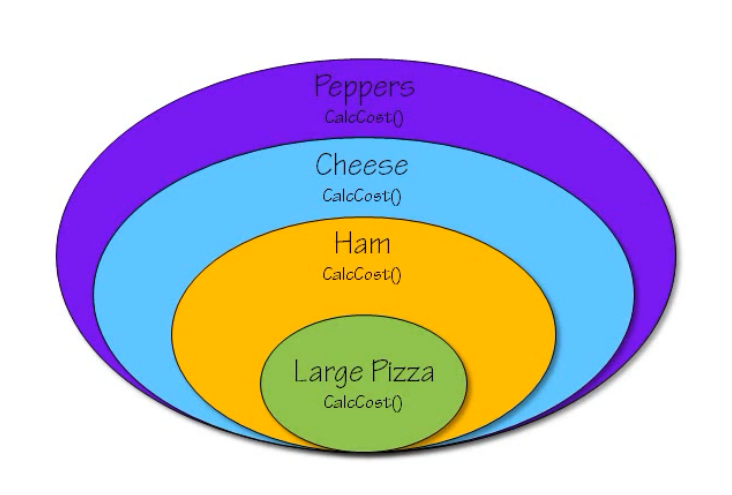 Peppers
CalcCost()
Cheese
CalcCost()
Ham
CalcCost()
Large Pizza
CalcCost()